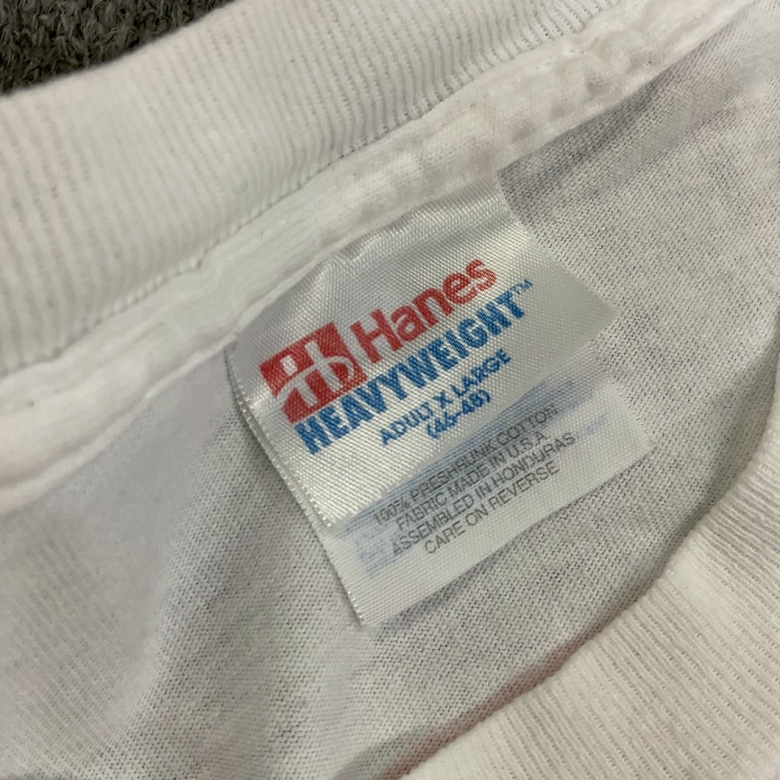 Hanes
HEAVYWEIGHT™
ADULT X LARGE
(46-48)
100% PRESHRUNK COTTON
FABRIC MADE IN U.S.A.
ASSEMBLED IN HONDURAS
CARE ON REVERSE